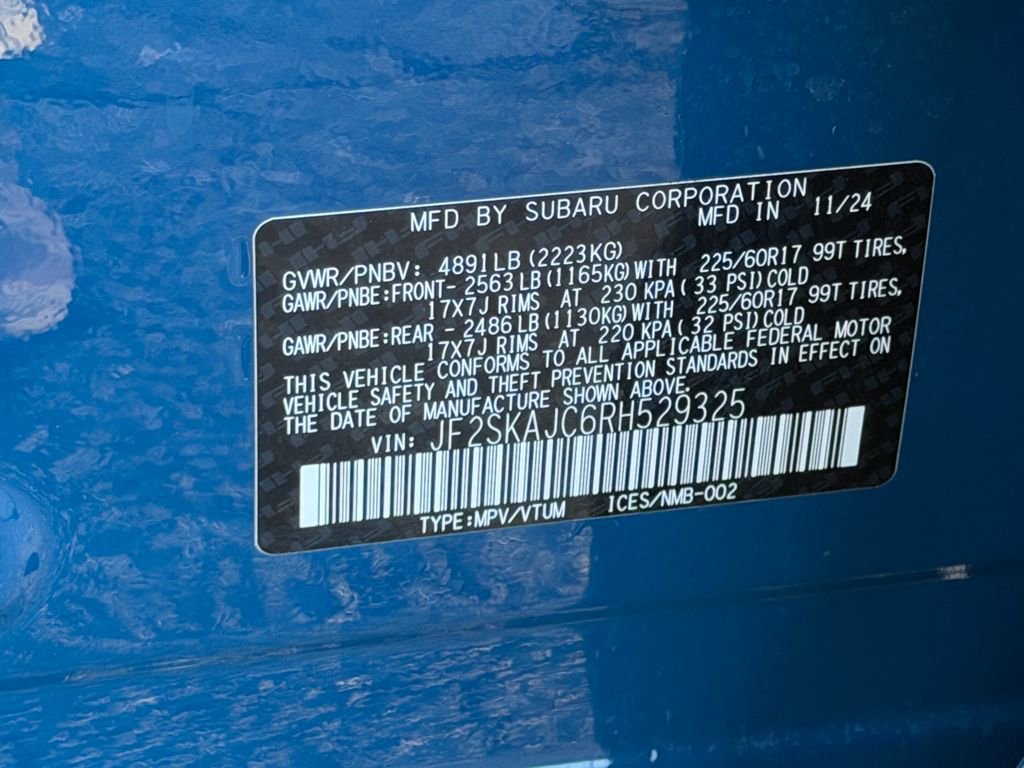 MFD BY SUBARU CORPORATION
MFD IN 11/24
GVWR/PNBV: 4891LB (2223KG)
GAWR/PNBE:FRONT- 2563LB (1165KG) WITH 225/60R17 99T TIRES,
17X7J RIMS AT 230 KPA( 33 PSI)COLD
GAWR/PNBE:REAR - 2486LB (1130KG) WITH 225/60R17 99T TIRES,
17X7J RIMS AT 220 KPA( 32 PSI)COLD
THIS VEHICLE CONFORMS TO ALL APPLICABLE FEDERAL MOTOR
VEHICLE SAFETY AND THEFT PREVENTION STANDARDS IN EFFECT ON
THE DATE OF MANUFACTURE SHOWN ABOVE.
VIN: JF2SKAJC6RH529325
TYPE:MPV/VTUM ICES/NMB-002